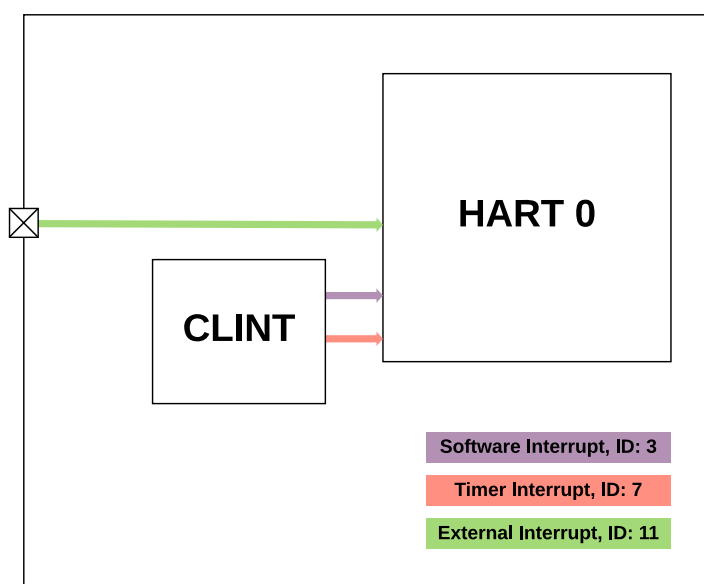 HART 0
CLINT
Software Interrupt, ID: 3
Timer Interrupt, ID: 7
External Interrupt, ID: 11